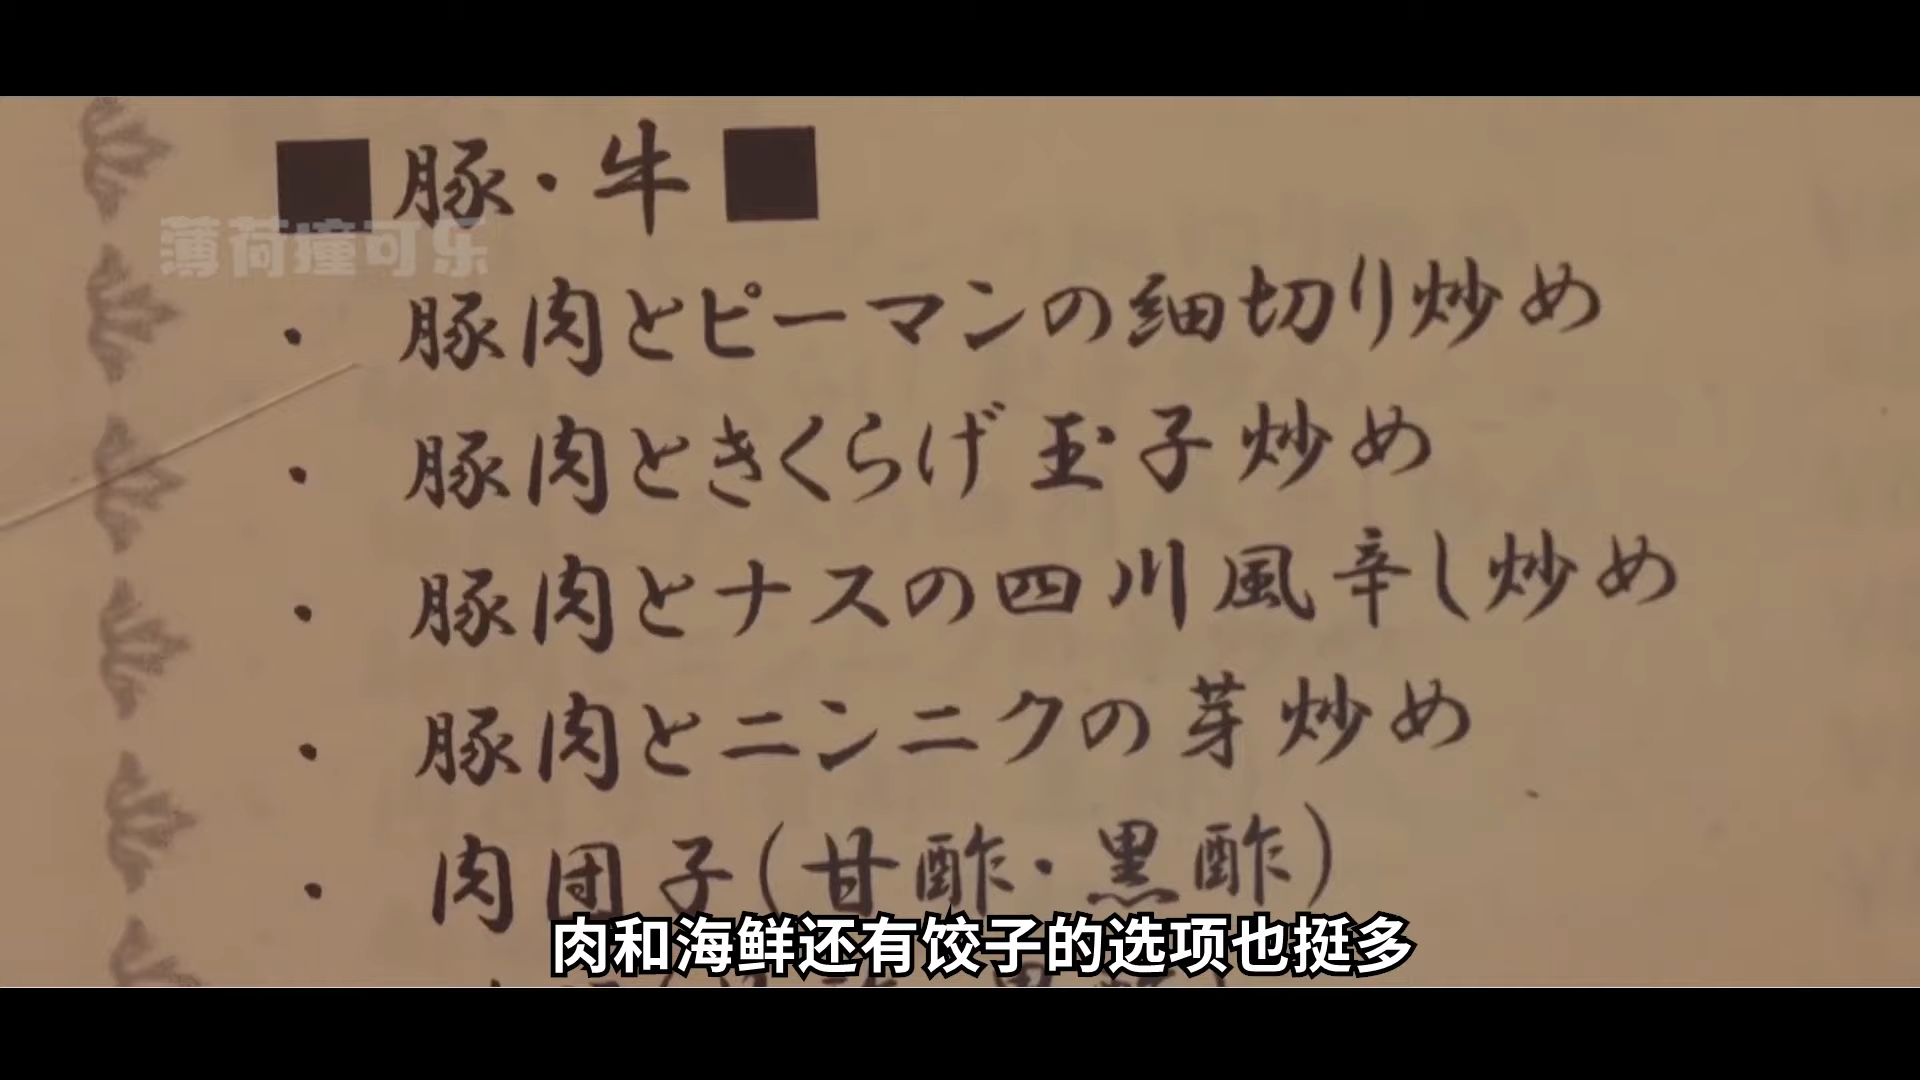 ■豚・牛■
薄荷撞可乐
・豚肉とピーマンの細切り炒め
・豚肉ときくらげ玉子炒め
・豚肉とナスの四川風辛し炒め
・豚肉とニンニクの芽炒め
・肉団子(甘酢・黒酢)
肉和海鲜还有饺子的选项也挺多